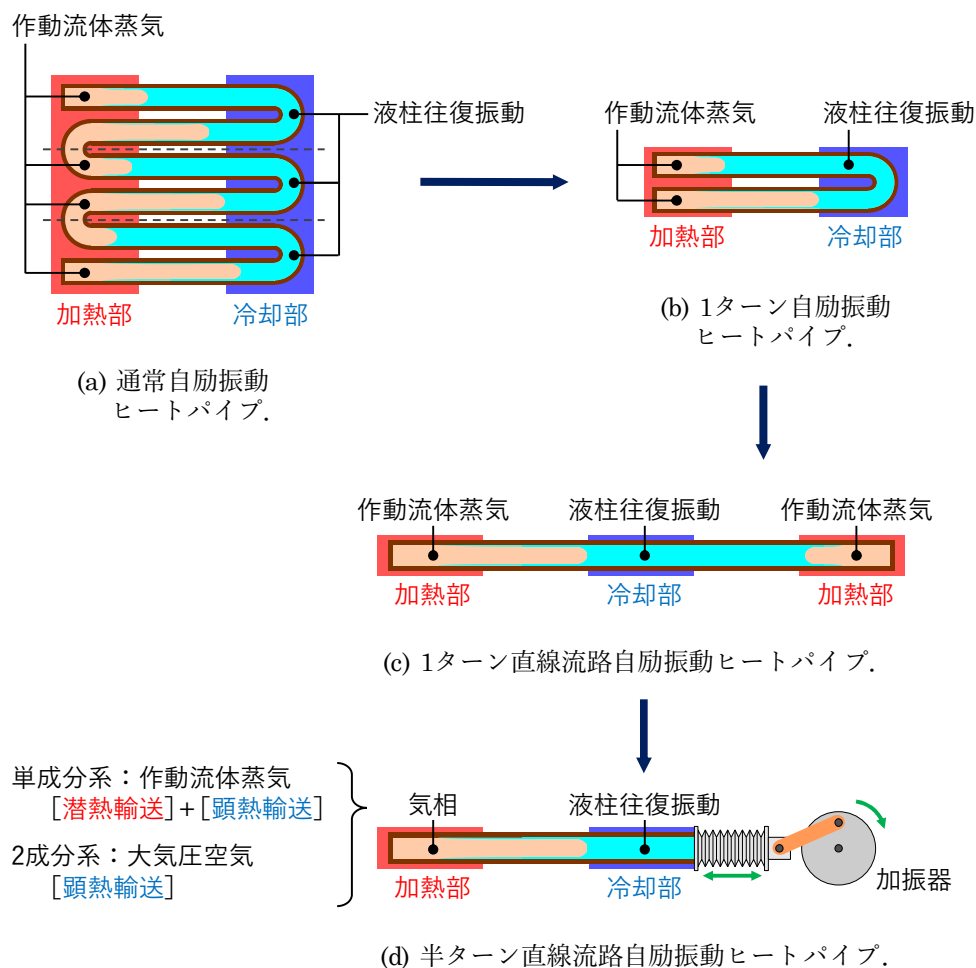 作動流体蒸気
液柱往復振動
加熱部
冷却部
(a) 通常自励振動
ヒートパイプ.
作動流体蒸気
液柱往復振動
加熱部
冷却部
(b) 1ターン自励振動
ヒートパイプ.
作動流体蒸気
液柱往復振動
作動流体蒸気
加熱部
冷却部
加熱部
(c) 1ターン直線流路自励振動ヒートパイプ.
単成分系：作動流体蒸気
[潜熱輸送]+[顕熱輸送]
2成分系：大気圧空気
[顕熱輸送]
気相
液柱往復振動
加熱部
冷却部
加振器
(d) 半ターン直線流路自励振動ヒートパイプ.